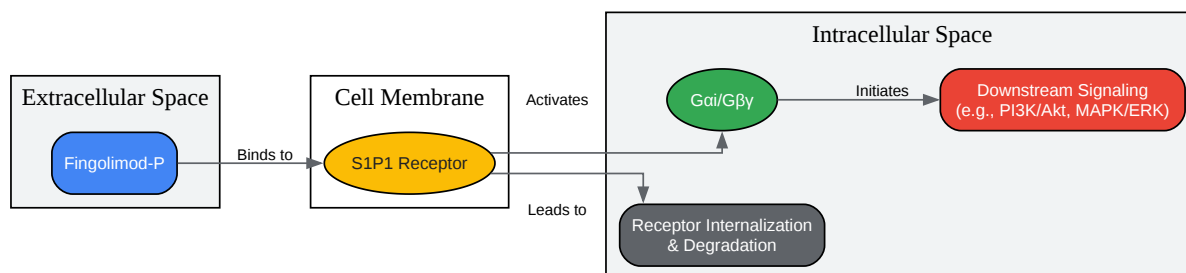 Extracellular Space
Fingolimod-P
Binds to
Cell Membrane
S1P1 Receptor
Activates
Leads to
Intracellular Space
Gαi/Gβγ
Initiates
Downstream Signaling
(e.g., PI3K/Akt, MAPK/ERK)
Receptor Internalization
& Degradation